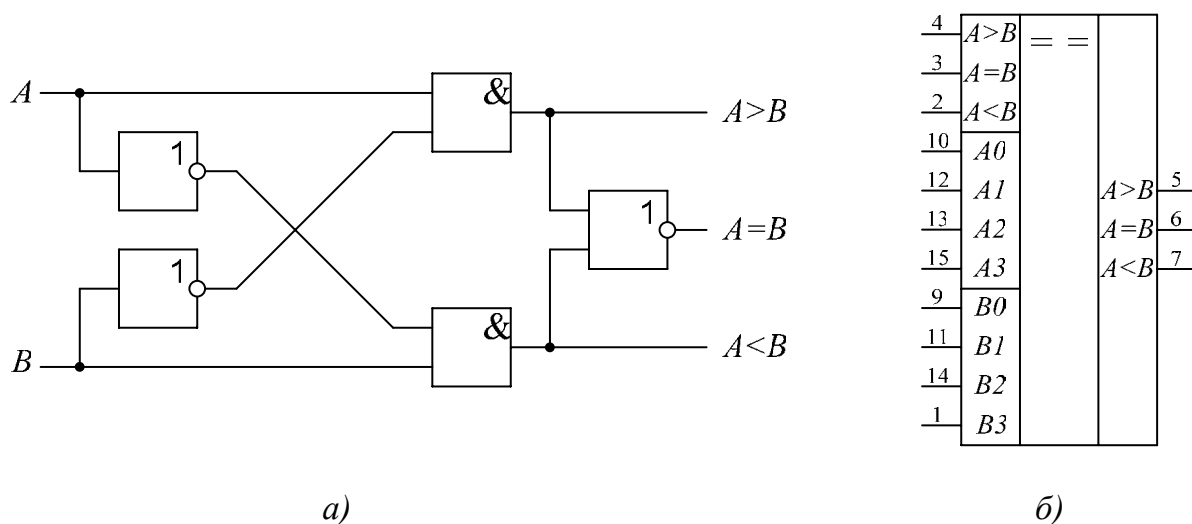 A
B
1
1
&
&
1
A>B
A=B
A<B
а)
4 A>B = =
3 A=B
2 A<B
10 A0
12 A1
13 A2
15 A3
9 B0
11 B1
14 B2
1 B3
A>B 5
A=B 6
A<B 7
б)